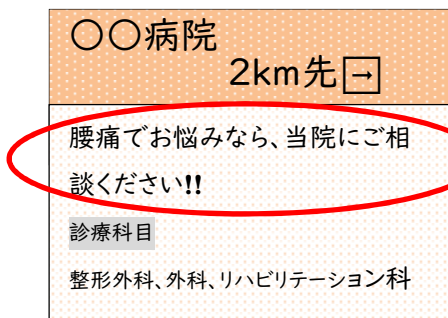 〇〇病院
2km先→
腰痛でお悩みなら、当院にご相
談ください!!
診療科目
整形外科、外科、リハビリテーション科